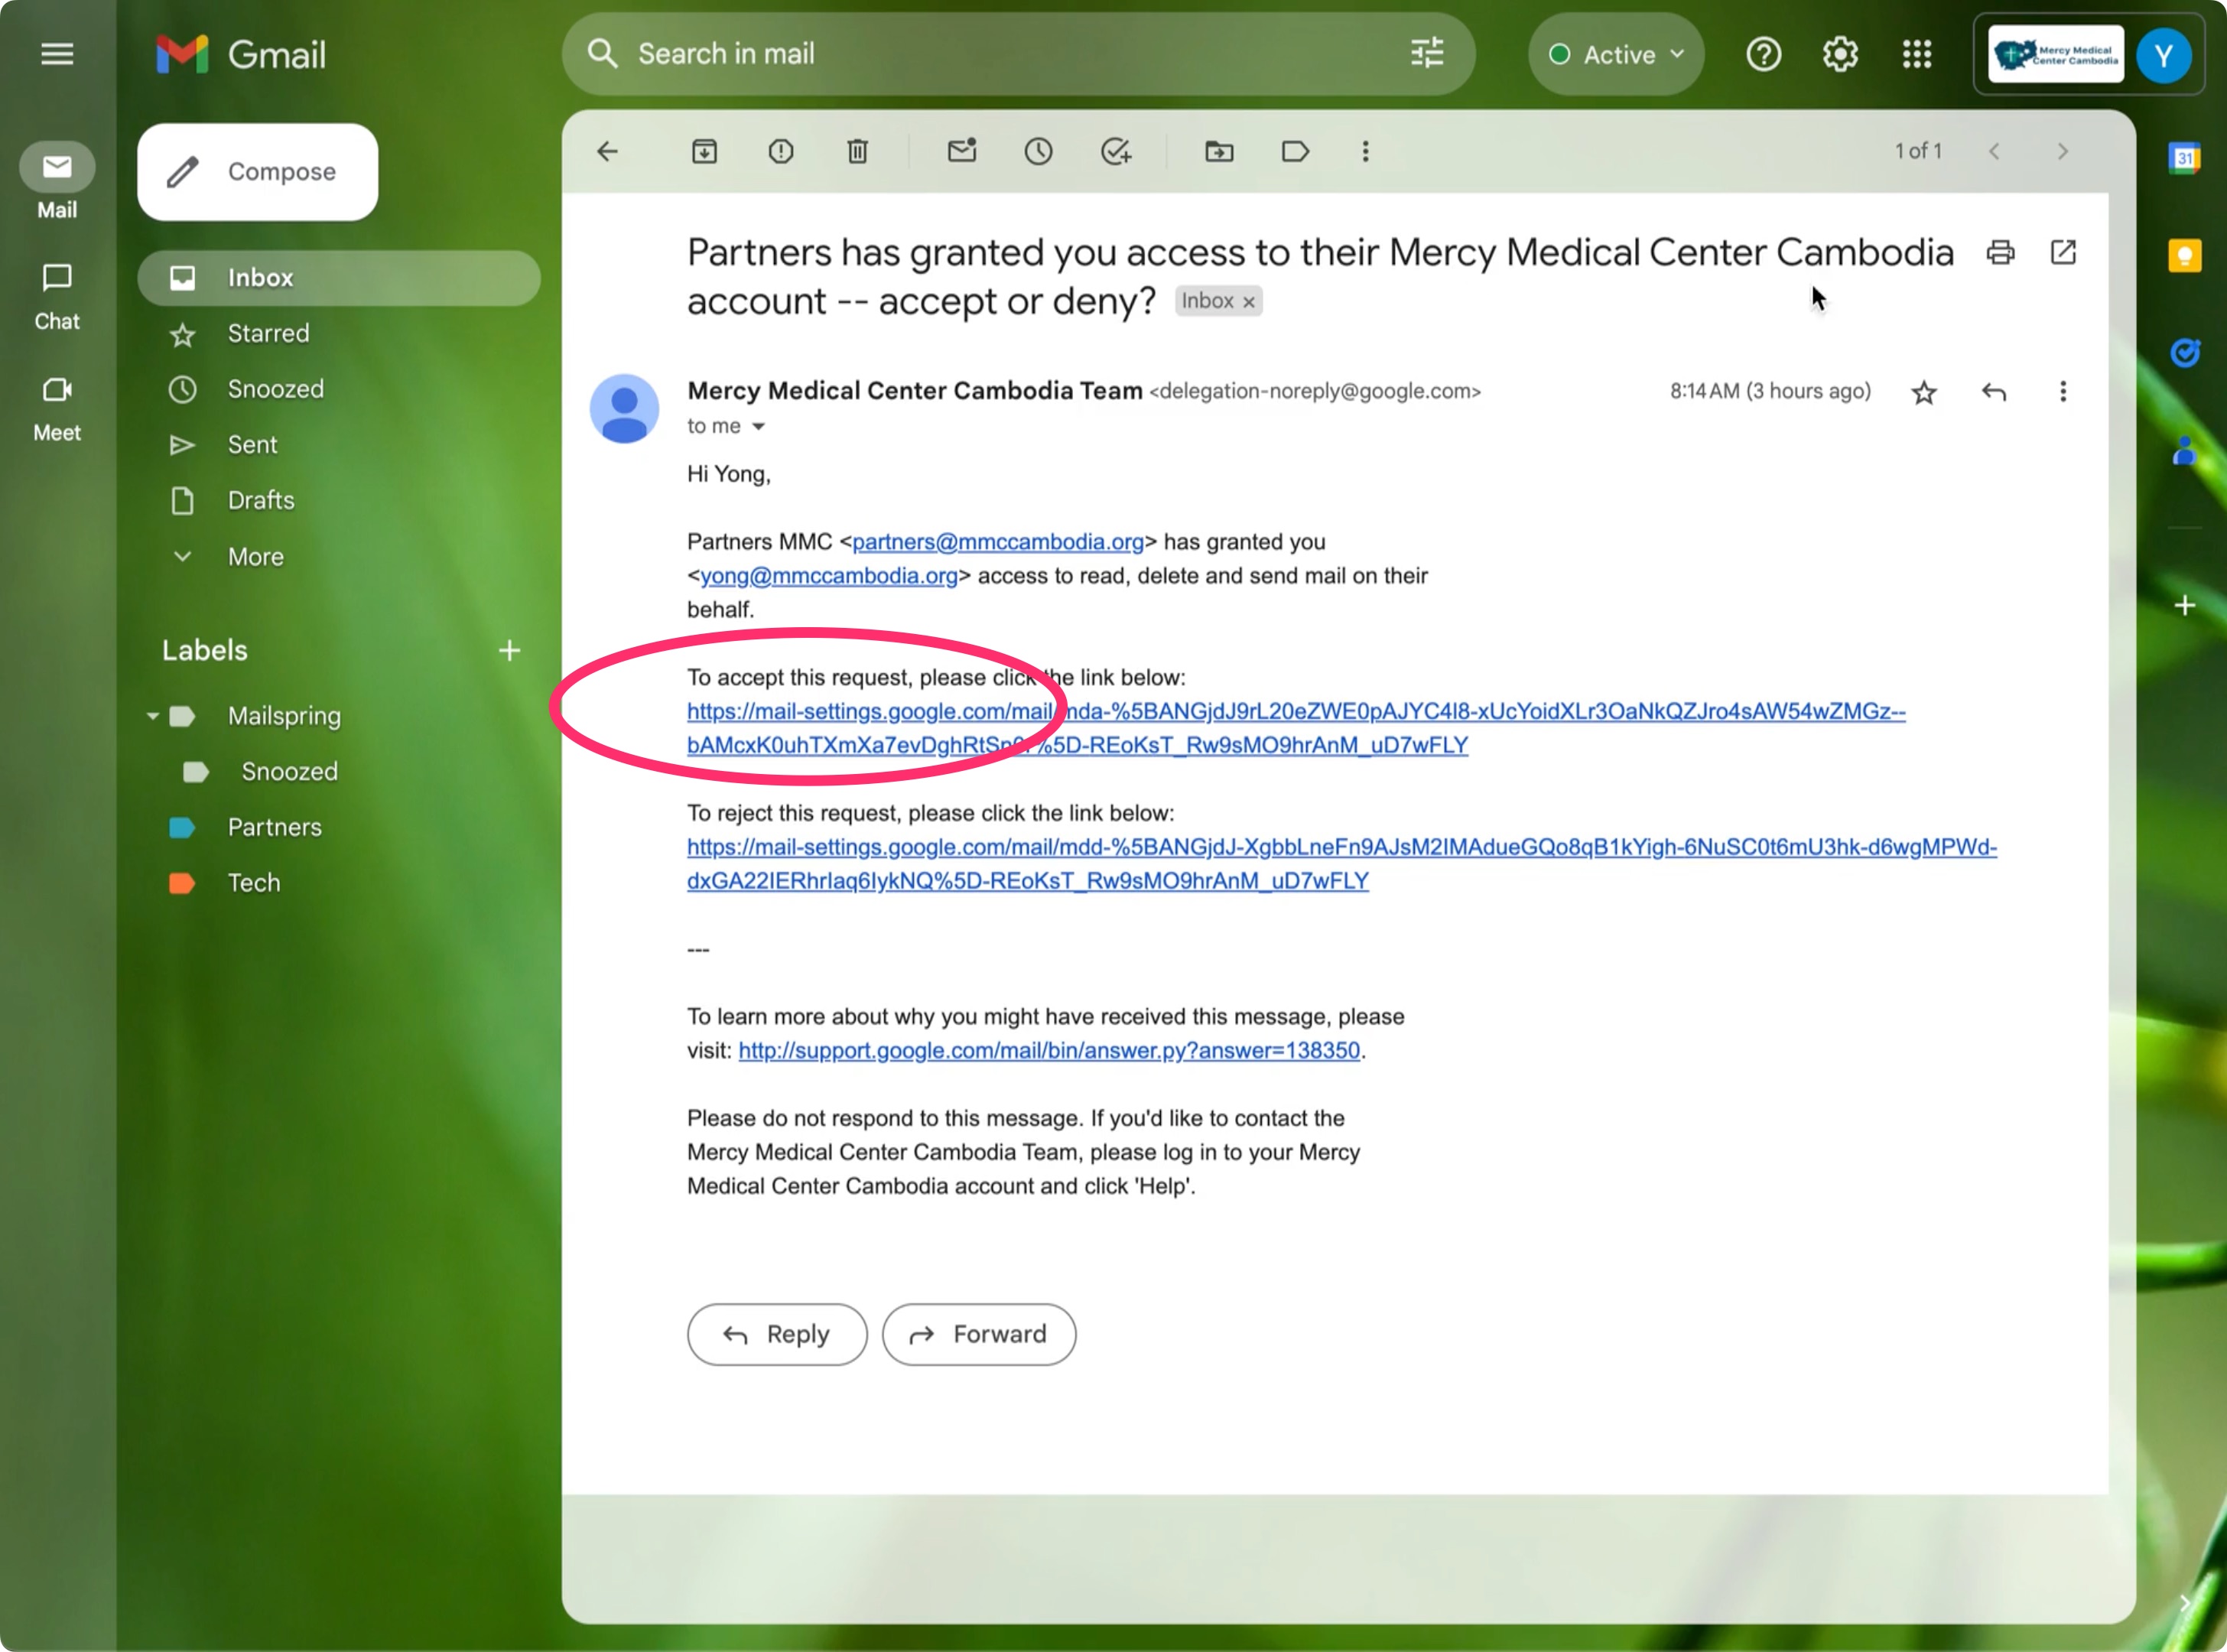 Gmail
Search in mail
Active
Mercy Medical
Center Cambodia
Y
Compose
Mail
Chat
Meet
Inbox
Starred
Snoozed
Sent
Drafts
More
Labels
Mailspring
Snoozed
Partners
Tech
1 of 1
31
Partners has granted you access to their Mercy Medical Center Cambodia
account -- accept or deny? Inbox ×
Mercy Medical Center Cambodia Team <delegation-noreply@google.com>
8:14 AM (3 hours ago)
to me
Hi Yong,
Partners MMC <partners@mmccambodia.org> has granted you
<yong@mmccambodia.org> access to read, delete and send mail on their
behalf.
To accept this request, please click the link below:
https://mail-settings.google.com/mail/mda-%5BANGjdJ9rL20eZWE0pAJYC4l8-xUcYoidXLr3OaNkQZJro4sAW54wZMGz--
%5D-REoKsT_Rw9sMO9hrAnM_uD7wFLY
To reject this request, please click the link below:
https://mail-settings.google.com/mail/mdd-%5BANGjdJ-XgbbLneFn9AJsM2IMAdueGQo8qB1kYigh-6NuSC0t6mU3hk-d6wgMPWd-
dxGA22IERhrIaq6IykNQ%5D-REoKsT_Rw9sMO9hrAnM_uD7wFLY
---
To learn more about why you might have received this message, please
visit: http://support.google.com/mail/bin/answer.py?answer=138350.
Please do not respond to this message. If you'd like to contact the
Mercy Medical Center Cambodia Team, please log in to your Mercy
Medical Center Cambodia account and click 'Help'.
Reply
Forward